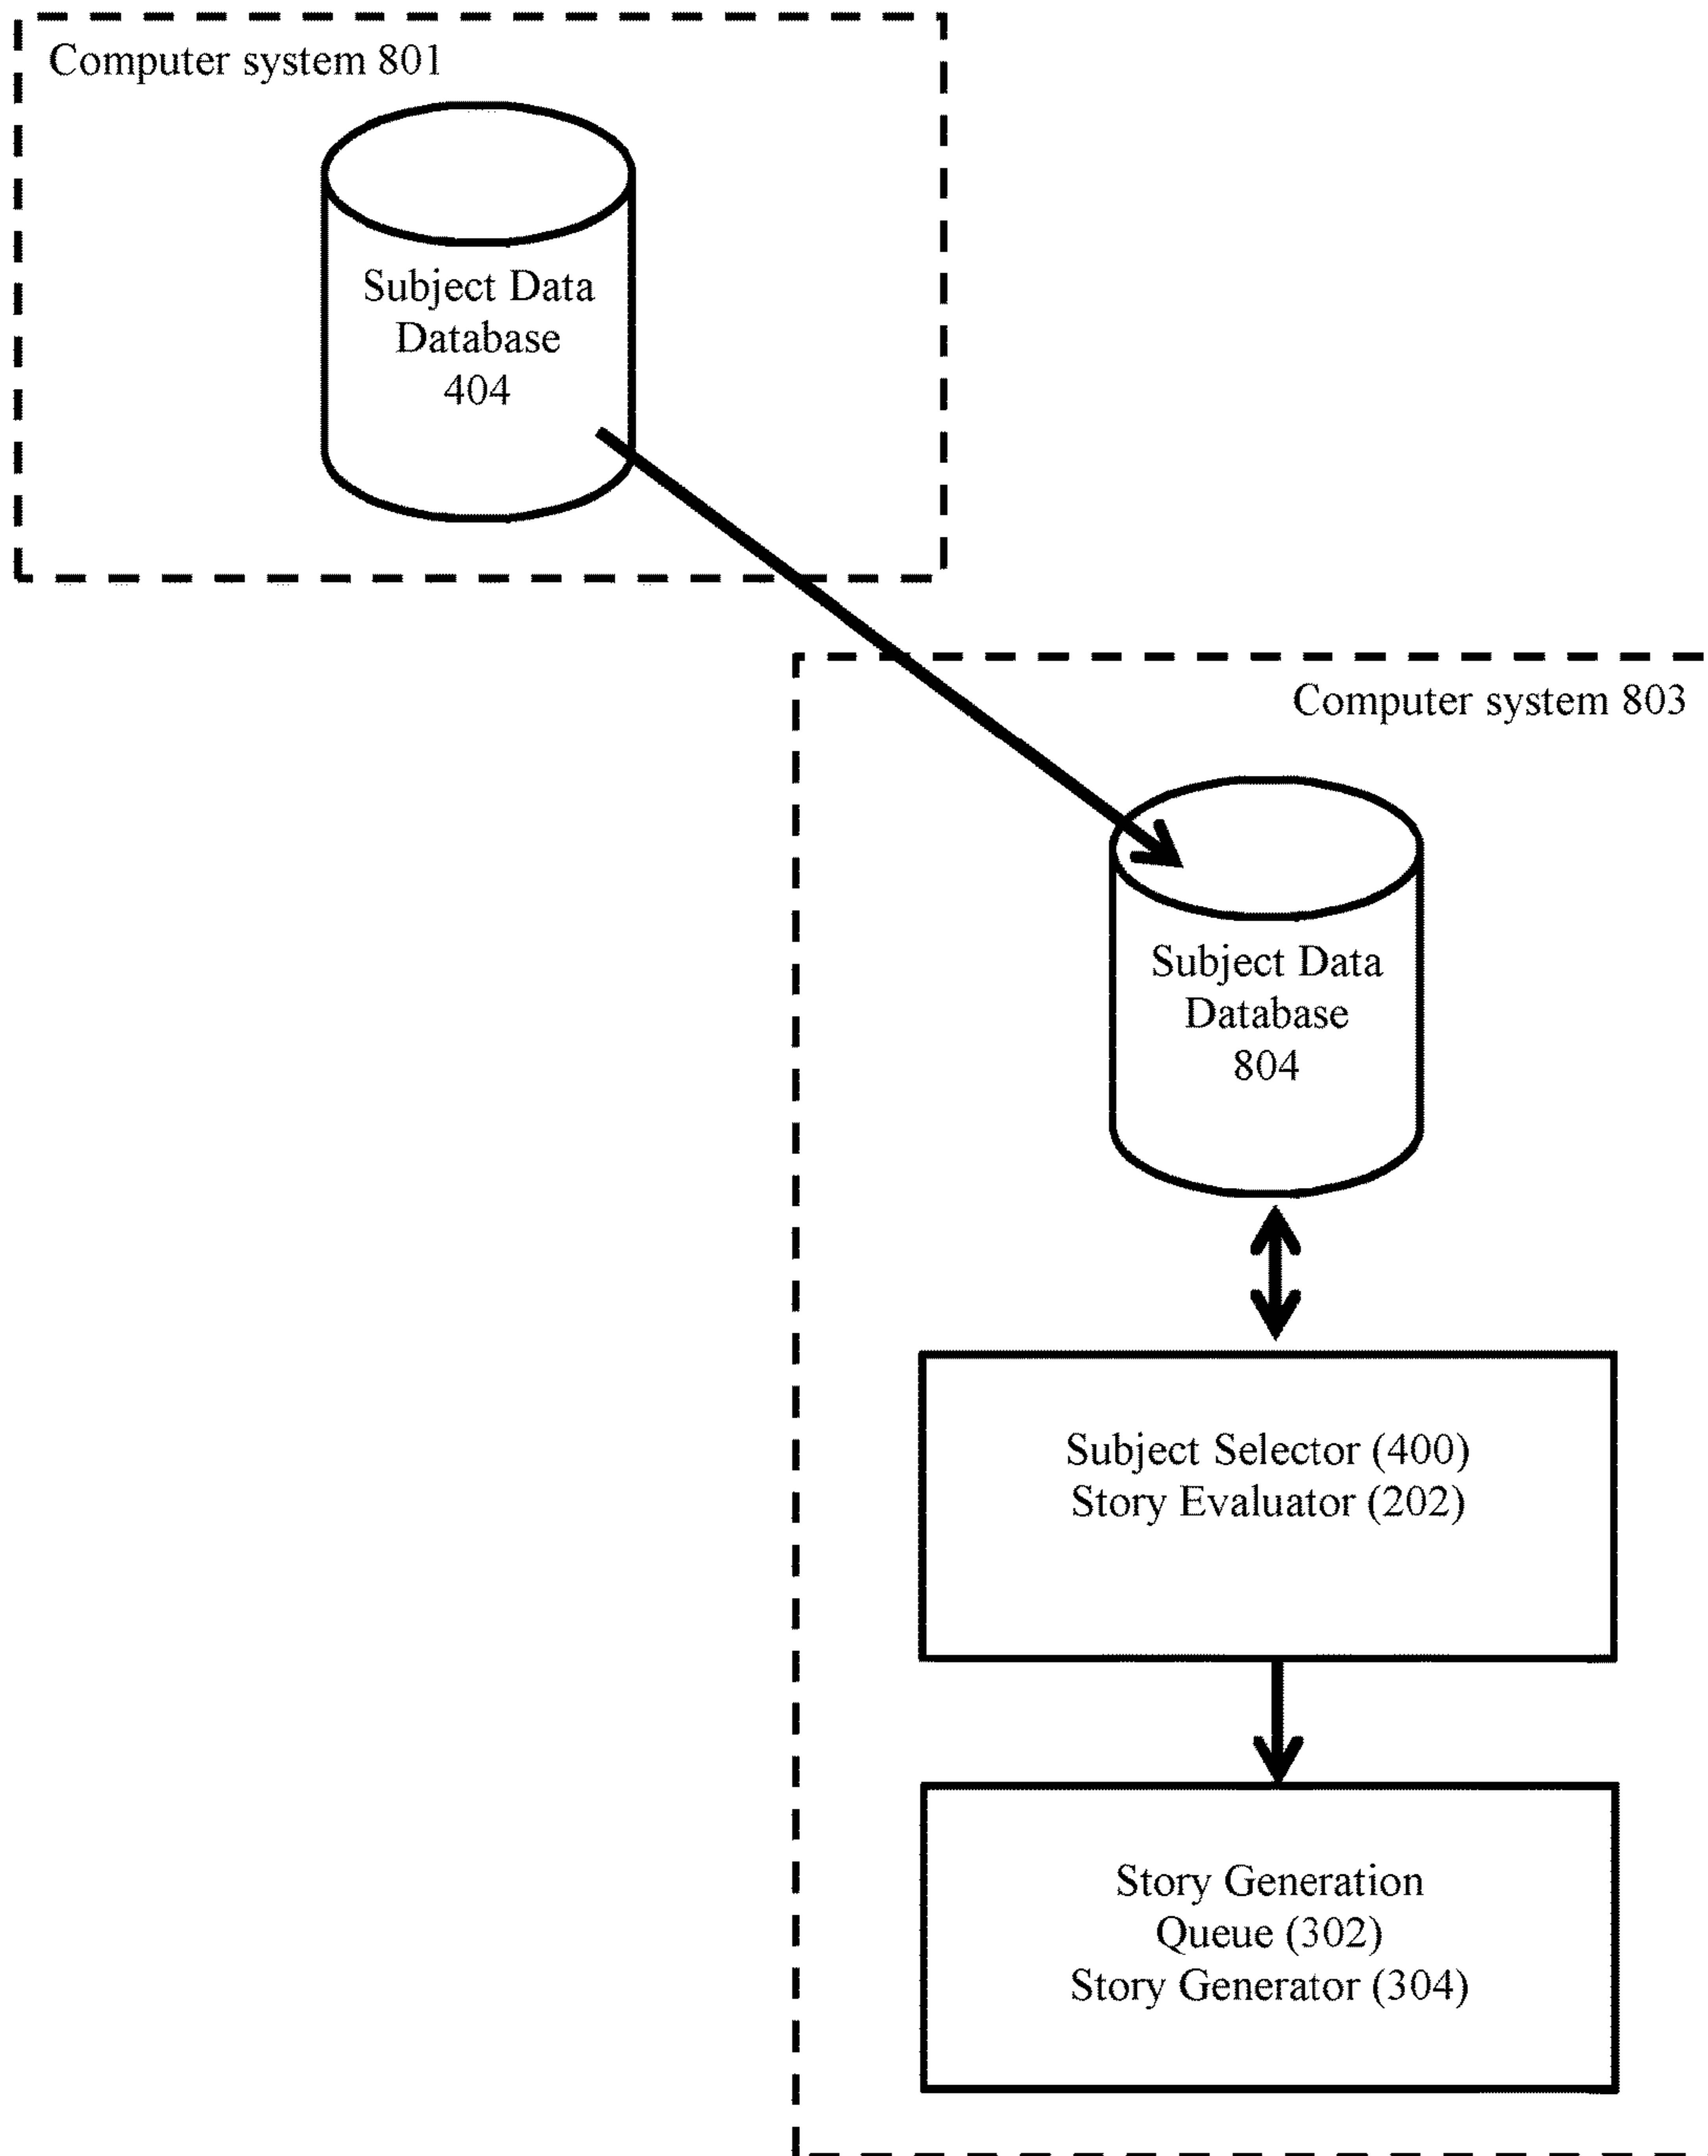 Computer system 801
Subject Data
Database
404
Computer system 803
Subject Data
Database
804
Subject Selector (400)
Story Evaluator (202)
Story Generation
Queue (302)
Story Generator (304)